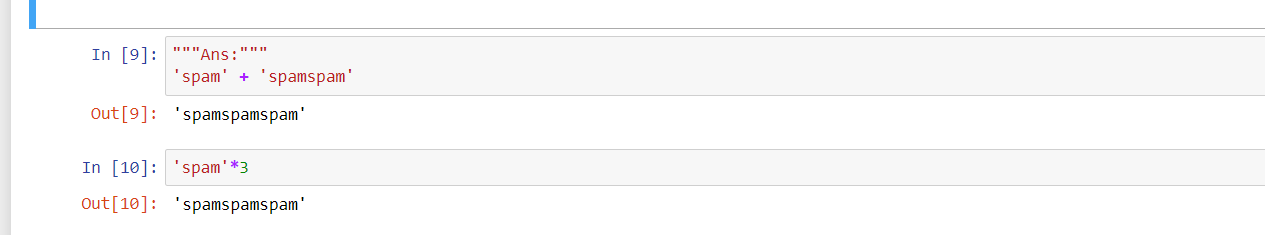 In [9]: """Ans:"""
'spam' + 'spamspam'
Out[9]: 'spamspamspam'
In [10]: 'spam'*3
Out[10]: 'spamspamspam'